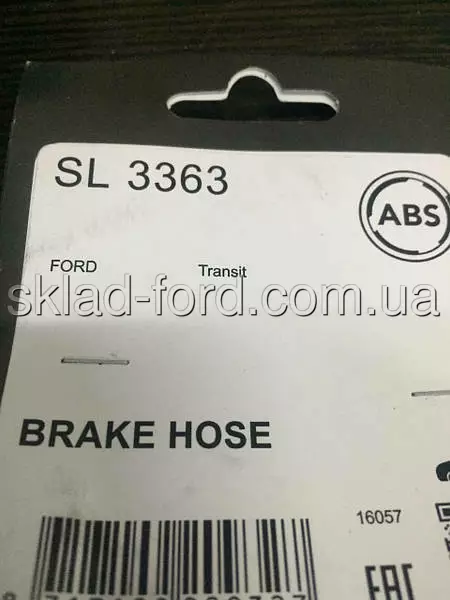 SL 3363
ABS
FORD Transit
sklad-ford.com.ua
BRAKE HOSE
16057
EAC